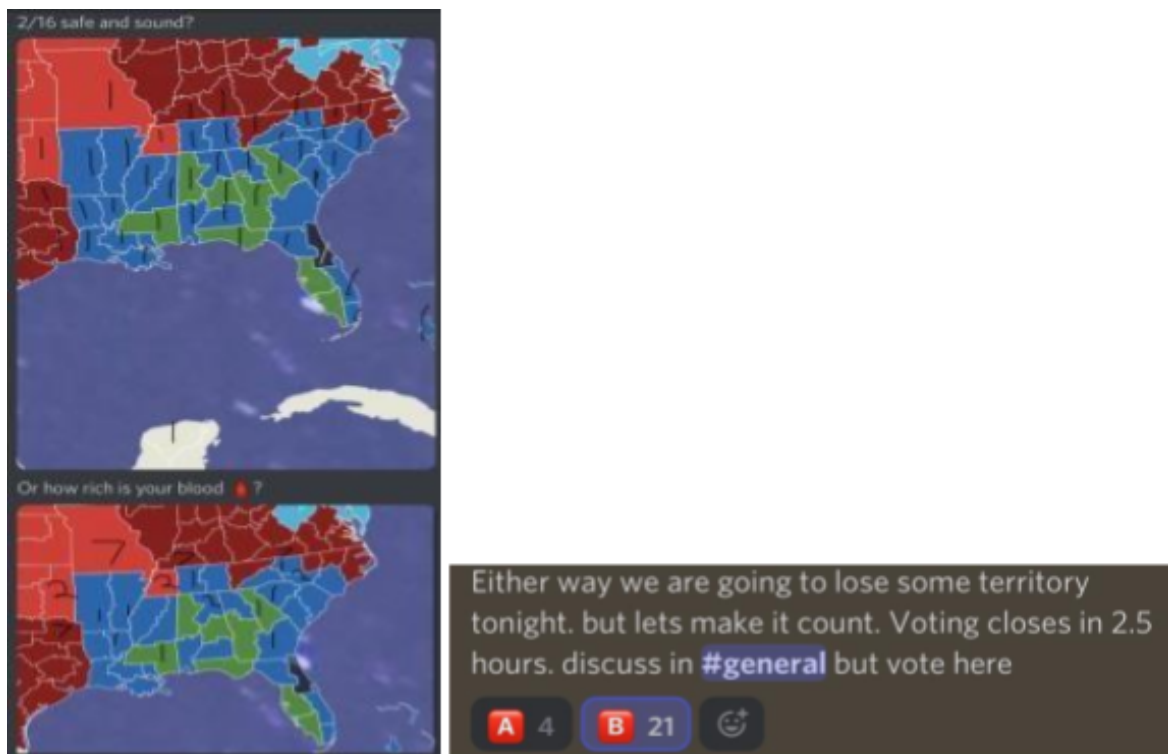 2/16 safe and sound?
Or how rich is your blood 🩸?
Either way we are going to lose some territory
tonight. but lets make it count. Voting closes in 2.5
hours. discuss in #general but vote here
A 4 B 21